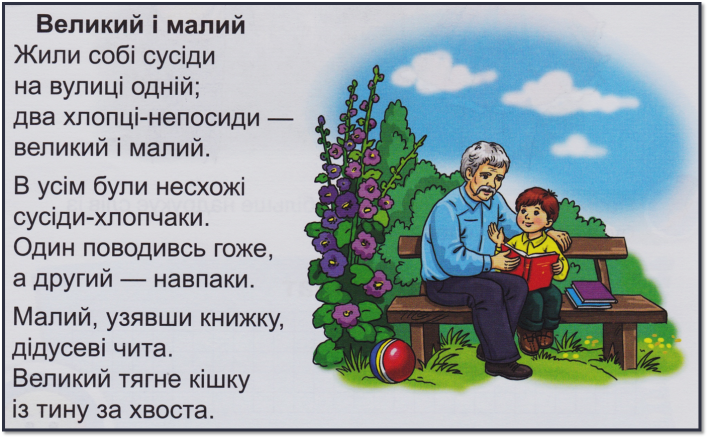 Великий і малий
Жили собі сусіди
на вулиці одній;
два хлопці-непосиди —
великий і малий.
В усім були несхожі
сусіди-хлопчаки.
Один поводивсь гоже,
а другий — навпаки.
Малий, узявши книжку,
дідусеві чита.
Великий тягне кішку
із тину за хвоста.